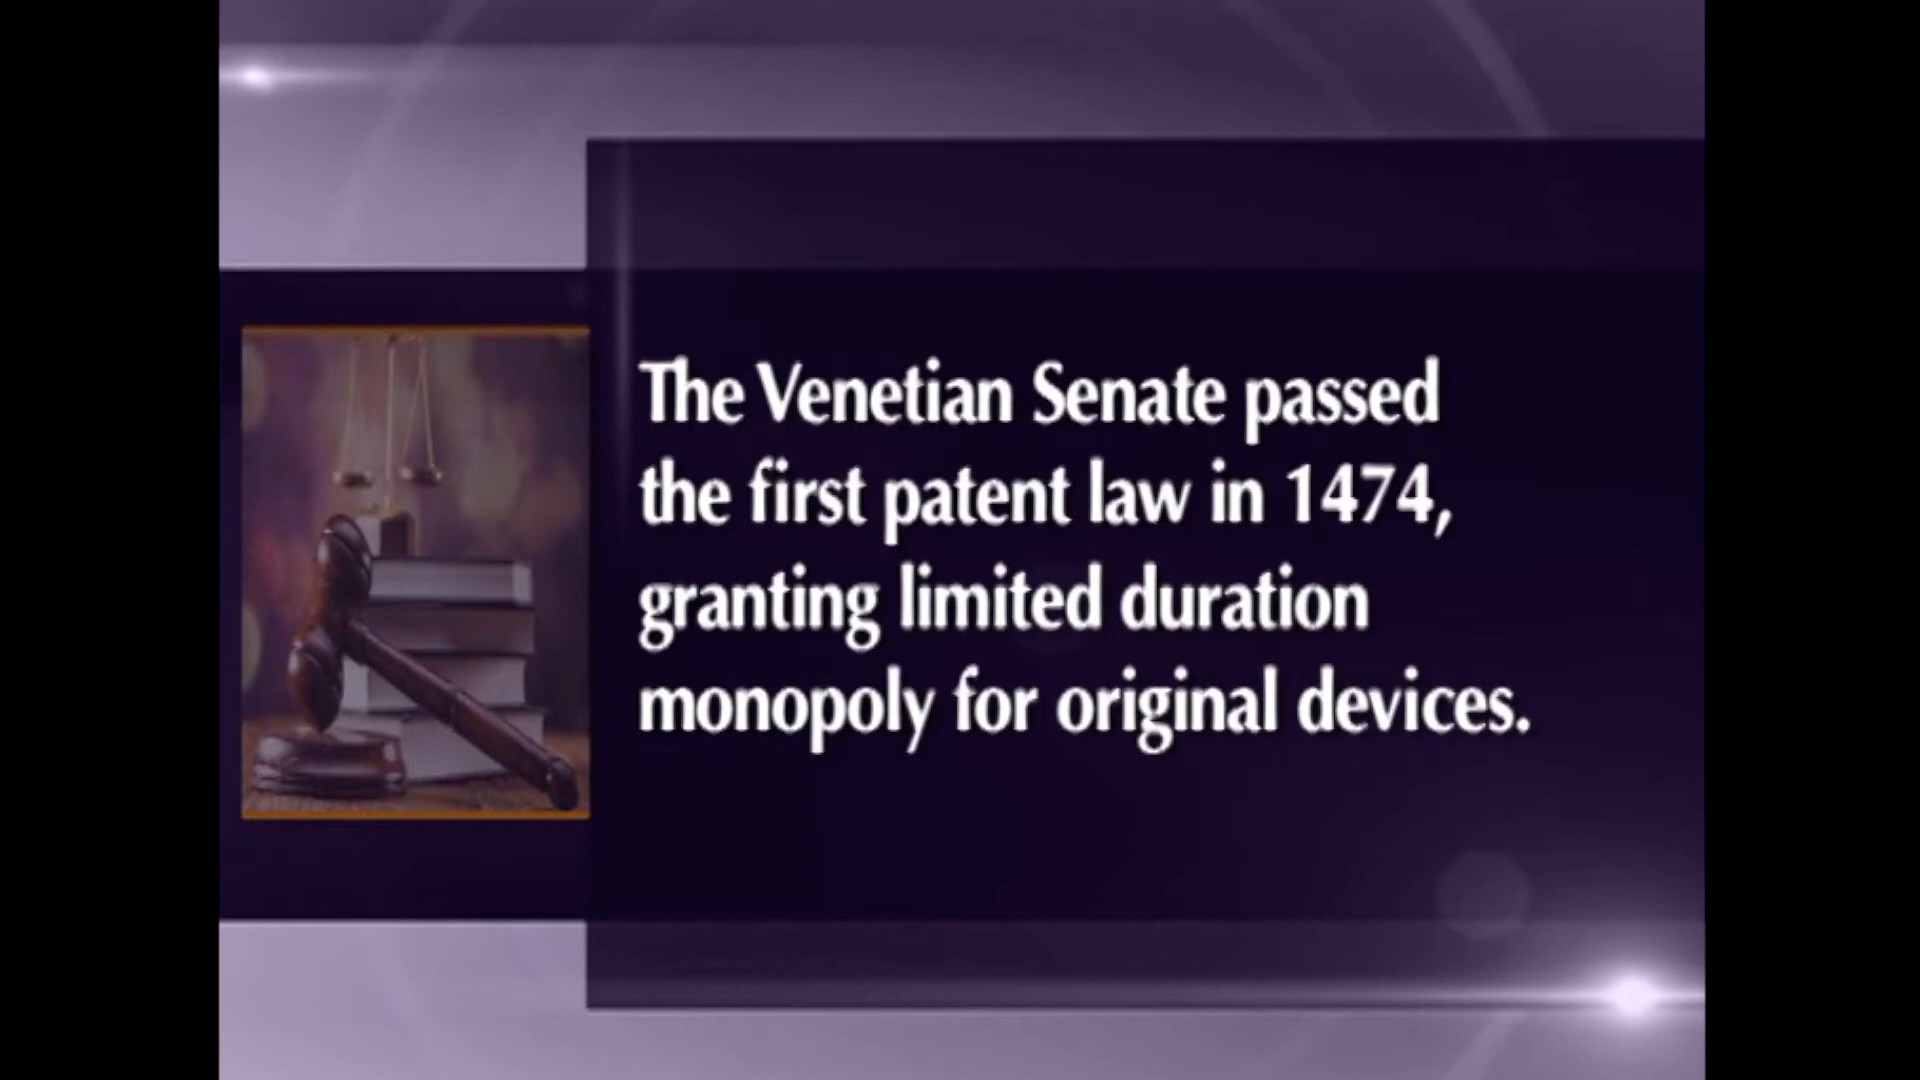 The Venetian Senate passed
the first patent law in 1474,
granting limited duration
monopoly for original devices.